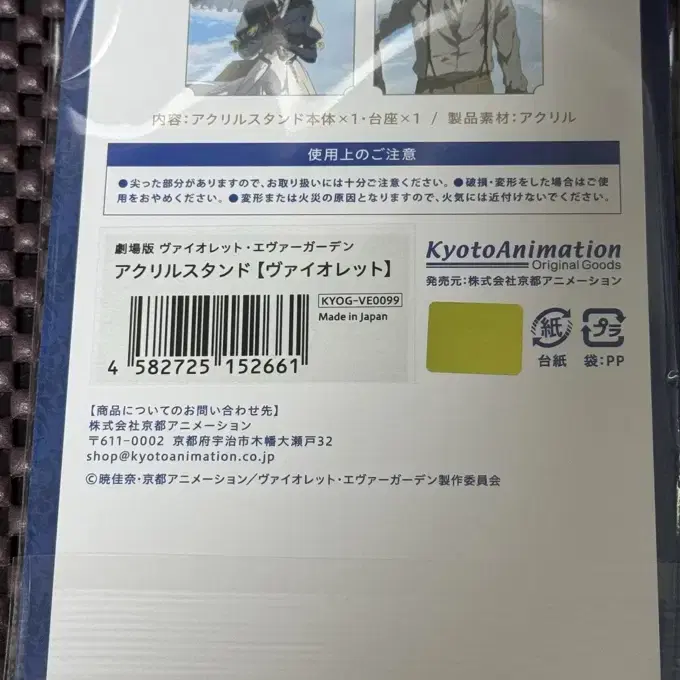 内容:アクリルスタンド本体×1・台座×1 / 製品素材:アクリル
使用上のご注意
●尖った部分がありますので、お取り扱いには十分ご注意ください。●破損・変形をした場合はご使
用をおやめください。●変形または火災の原因となりますので、火気には近付けないでください。
劇場版 ヴァイオレット・エヴァーガーデン
アクリルスタンド【ヴァイオレット】
KYOG-VE0099
Made in Japan
4 582725 152661
KyotoAnimation
Original Goods
発売元:株式会社京都アニメーション
紙
プラ
台紙 袋:PP
【商品についてのお問い合わせ先】
株式会社京都アニメーション
〒611-0002 京都府宇治市木幡大瀬戸32
shop@kyotoanimation.co.jp
©暁佳奈・京都アニメーション/ヴァイオレット・エヴァーガーデン製作委員会